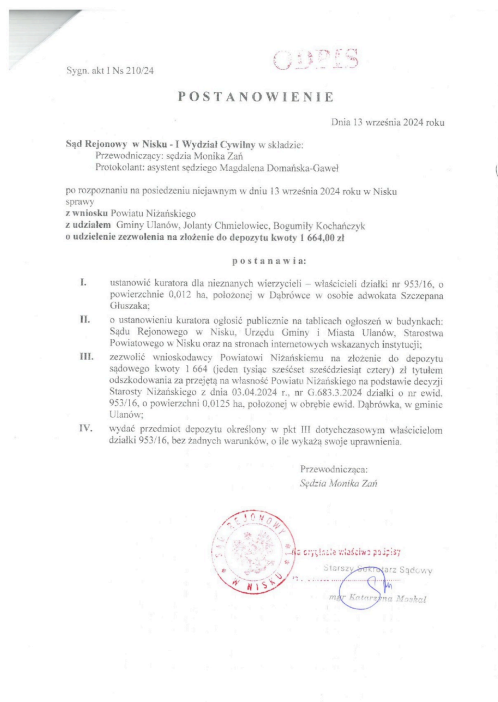 ODPIS
Sygn. akt I Ns 210/24
POSTANOWIENIE
Dnia 13 września 2024 roku
Sąd Rejonowy w Nisku - I Wydział Cywilny w składzie:
Przewodniczący: sędzia Monika Zań
Protokolant: asystent sędziego Magdalena Domańska-Gaweł
po rozpoznaniu na posiedzeniu niejawnym w dniu 13 września 2024 roku w Nisku
sprawy
z wniosku Powiatu Niżańskiego
z udziałem Gminy Ulanów, Jolanty Chmielowiec, Bogumiły Kochańczyk
o udzielenie zezwolenia na złożenie do depozytu kwoty 1 664,00 zł
postanawia:
I. ustanowić kuratora dla nieznanych wierzycieli – właścicieli działki nr 953/16, o
powierzchnie 0,012 ha, położonej w Dąbrówce w osobie adwokata Szczepana
Głuszaka;
II. o ustanowieniu kuratora ogłosić publicznie na tablicach ogłoszeń w budynkach:
Sądu Rejonowego w Nisku, Urzędu Gminy i Miasta Ulanów, Starostwa
Powiatowego w Nisku oraz na stronach internetowych wskazanych instytucji;
III. zezwolić wnioskodawcy Powiatowi Niżańskiemu na złożenie do depozytu
sądowego kwoty 1 664 (jeden tysiąc sześćset sześćdziesiąt cztery) zł tytułem
odszkodowania za przejętą na własność Powiatu Niżańskiego na podstawie decyzji
Starosty Niżańskiego z dnia 03.04.2024 r., nr G.683.3.2024 działki o nr ewid.
953/16, o powierzchni 0,0125 ha, położonej w obrębie ewid. Dąbrówka, w gminie
Ulanów;
IV. wydać przedmiot depozytu określony w pkt III dotychczasowym właścicielom
działki 953/16, bez żadnych warunków, o ile wykażą swoje uprawnienia.
Przewodnicząca:
Sędzia Monika Zań
SĄD REJONOWY
W NISKU
Na oryginale właściwe podpisy
Starszy Sekretarz Sądowy
mgr Katarzyna Maskal